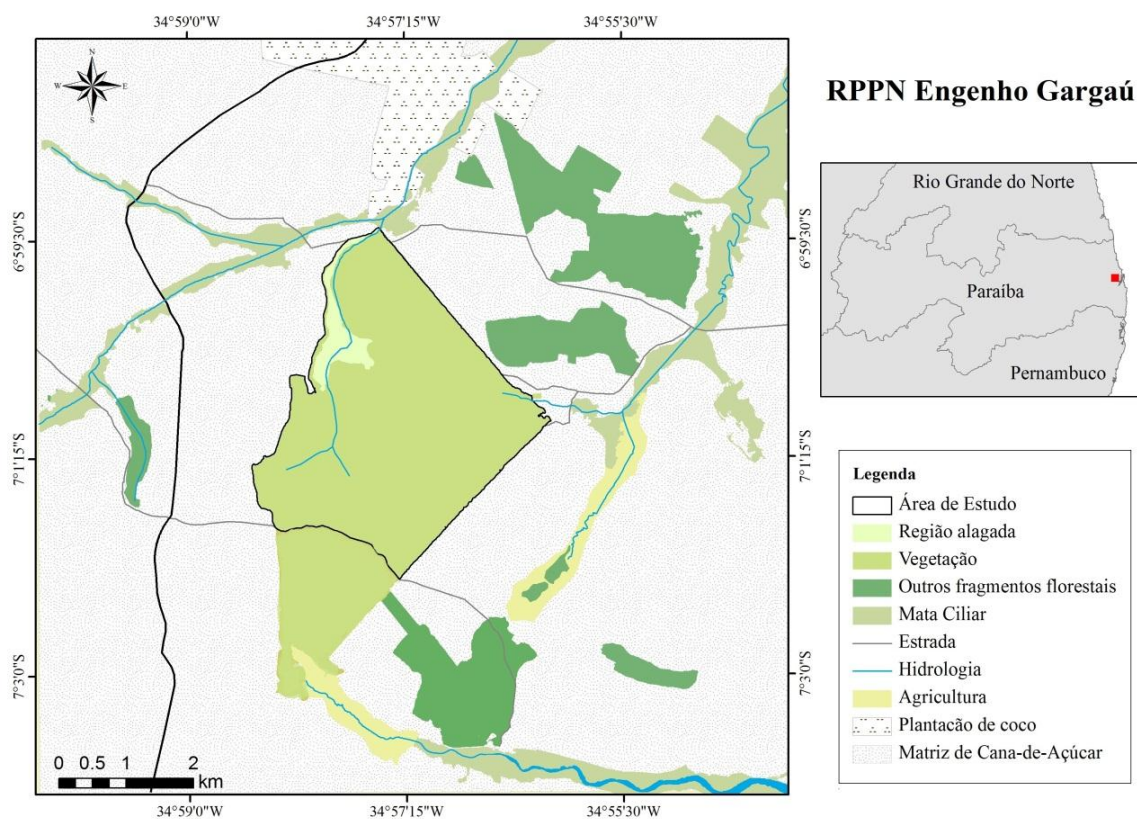 34°59'0"W 34°57'15"W 34°55'30"W
N
W E
S
6°59'30"S
7°1'15"S
7°3'0"S
0 0.5 1 2
km
34°59'0"W 34°57'15"W 34°55'30"W
6°59'30"S
7°1'15"S
7°3'0"S
RPPN Engenho Gargaú
Rio Grande do Norte
Paraíba
Pernambuco
Legenda
Área de Estudo
Região alagada
Vegetação
Outros fragmentos florestais
Mata Ciliar
Estrada
Hidrologia
Agricultura
Plantacão de coco
Matriz de Cana-de-Açúcar